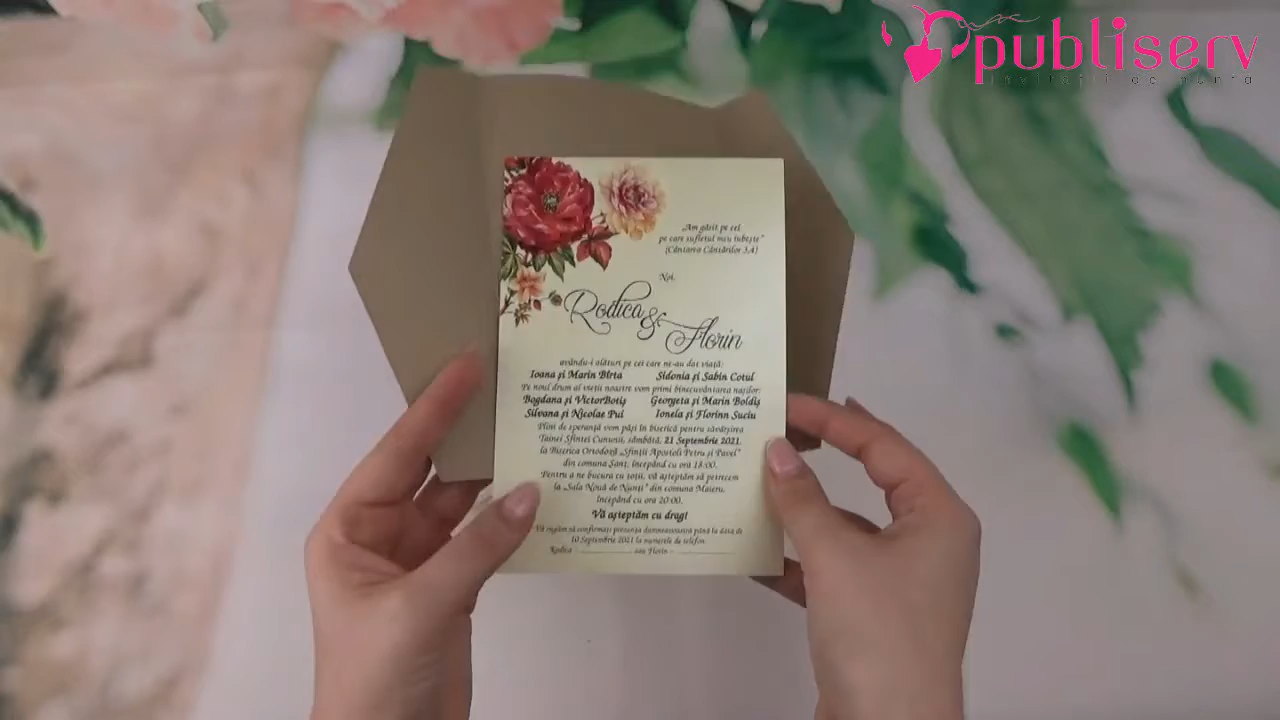 publiserv
invitații de nunta
„Am găsit pe cel
pe care sufletul meu iubește”
(Cântarea Cântărilor 3,4)
Noi,
Rodica
&
Florin
avându-i alături pe cei care ne-au dat viață:
Ioana și Marin Bîrta Sidonia și Sabin Cotul
Pe noul drum al vieții noastre vom primi binecuvântarea nașilor:
Bogdana și VictorBotiș Georgeta și Marin Boldiș
Silvana și Nicolae Pul Ionela și Florinn Suciu
Plini de speranță vom păși în biserică pentru săvârșirea
Tainei Sfintei Cununii, sâmbătă, 21 Septembrie 2021,
la Biserica Ortodoxă „Sfinții Apostoli Petru și Pavel”
din comuna Șanț, începând cu ora 18:00.
Pentru a ne bucura cu toții, vă așteptăm să petrecem
la „Sala Nouă de Nunți” din comuna Maieru,
începând cu ora 20:00.
Vă așteptăm cu drag!
Vă rugăm să confirmați prezența dumneavoastră până la data de
10 Septembrie 2021 la numerele de telefon
Rodica sau Florin -